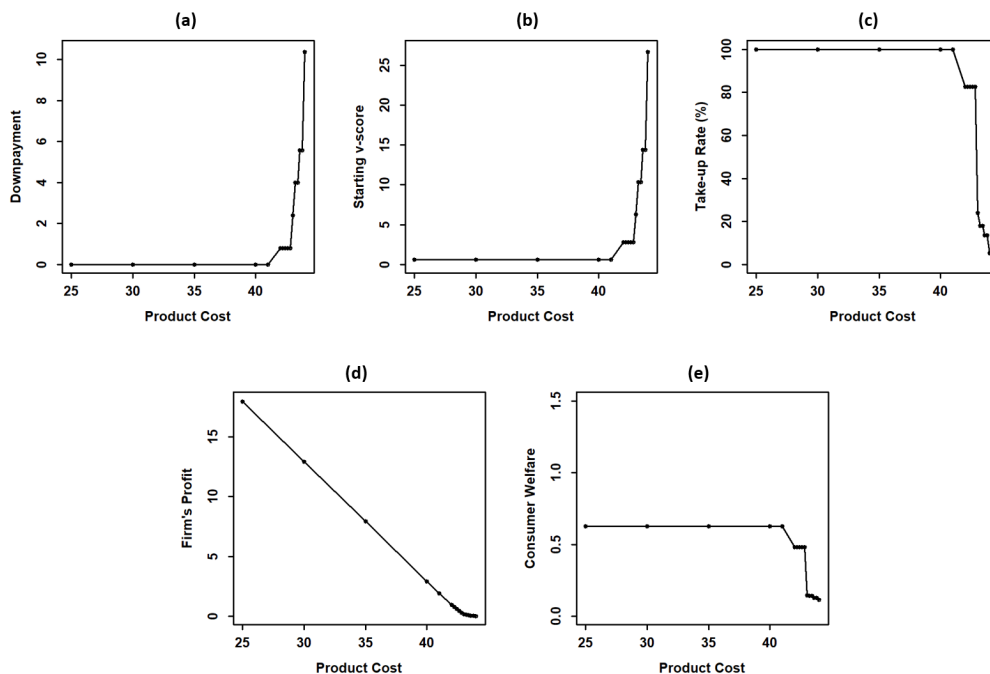 (a)
Downpayment
0 2 4 6 8 10
25 30 35 40
Product Cost
(b)
Starting v-score
0 5 10 15 20 25
25 30 35 40
Product Cost
(c)
Take-up Rate (%)
0 20 40 60 80 100
25 30 35 40
Product Cost
(d)
Firm's Profit
0 5 10 15
25 30 35 40
Product Cost
(e)
Consumer Welfare
0.0 0.5 1.0 1.5
25 30 35 40
Product Cost